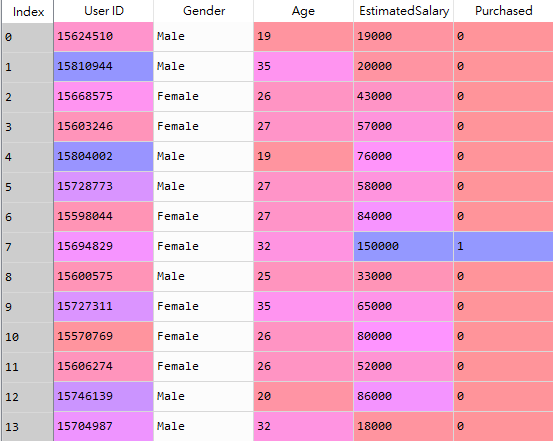 Index User ID Gender Age EstimatedSalary Purchased
0 15624510 Male 19 19000 0
1 15810944 Male 35 20000 0
2 15668575 Female 26 43000 0
3 15603246 Female 27 57000 0
4 15804002 Male 19 76000 0
5 15728773 Male 27 58000 0
6 15598044 Female 27 84000 0
7 15694829 Female 32 150000 1
8 15600575 Male 25 33000 0
9 15727311 Female 35 65000 0
10 15570769 Female 26 80000 0
11 15606274 Female 26 52000 0
12 15746139 Male 20 86000 0
13 15704987 Male 32 18000 0